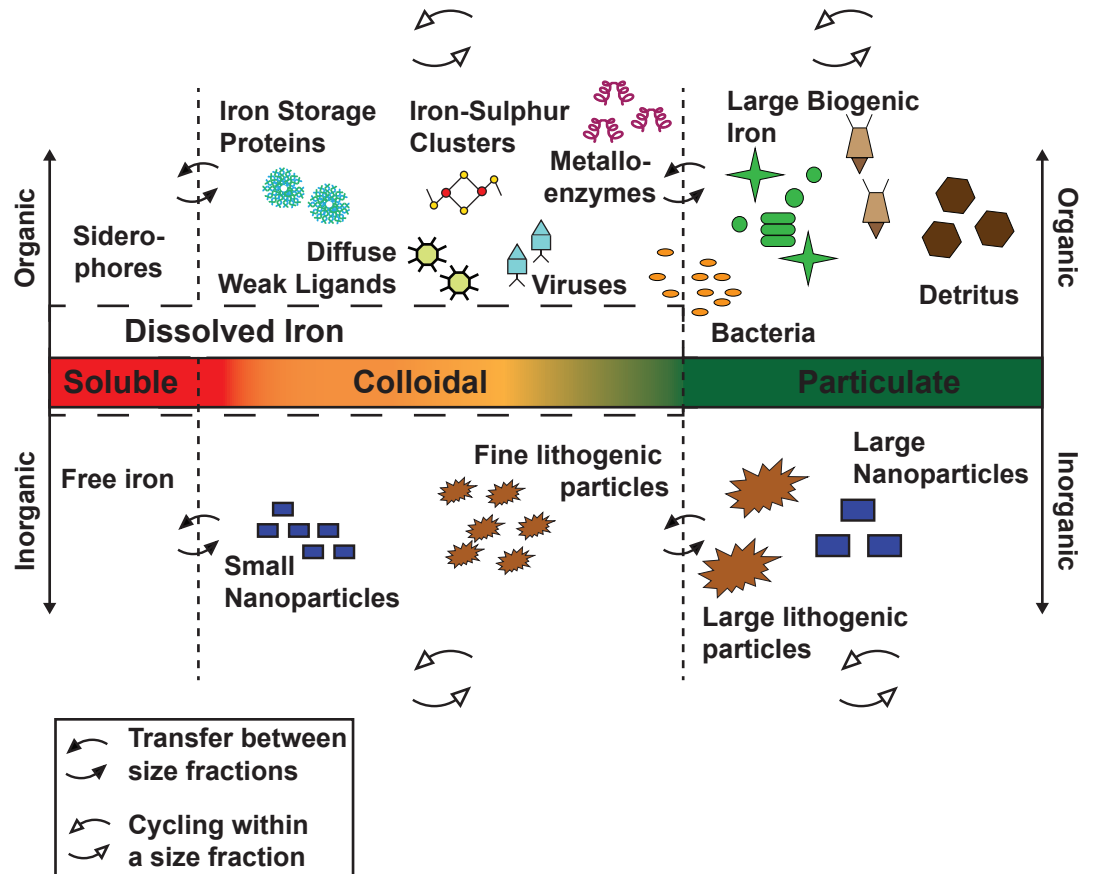 Iron Storage
Proteins
Iron-Sulphur
Clusters
Metallo-
enzymes
Large Biogenic
Iron
Organic
Sidero-
phores
Diffuse
Weak Ligands
Viruses
Bacteria
Detritus
Organic
Dissolved Iron
Soluble
Colloidal
Particulate
Inorganic
Free iron
Small
Nanoparticles
Fine lithogenic
particles
Large
Nanoparticles
Large lithogenic
particles
Inorganic
Transfer between
size fractions
Cycling within
a size fraction